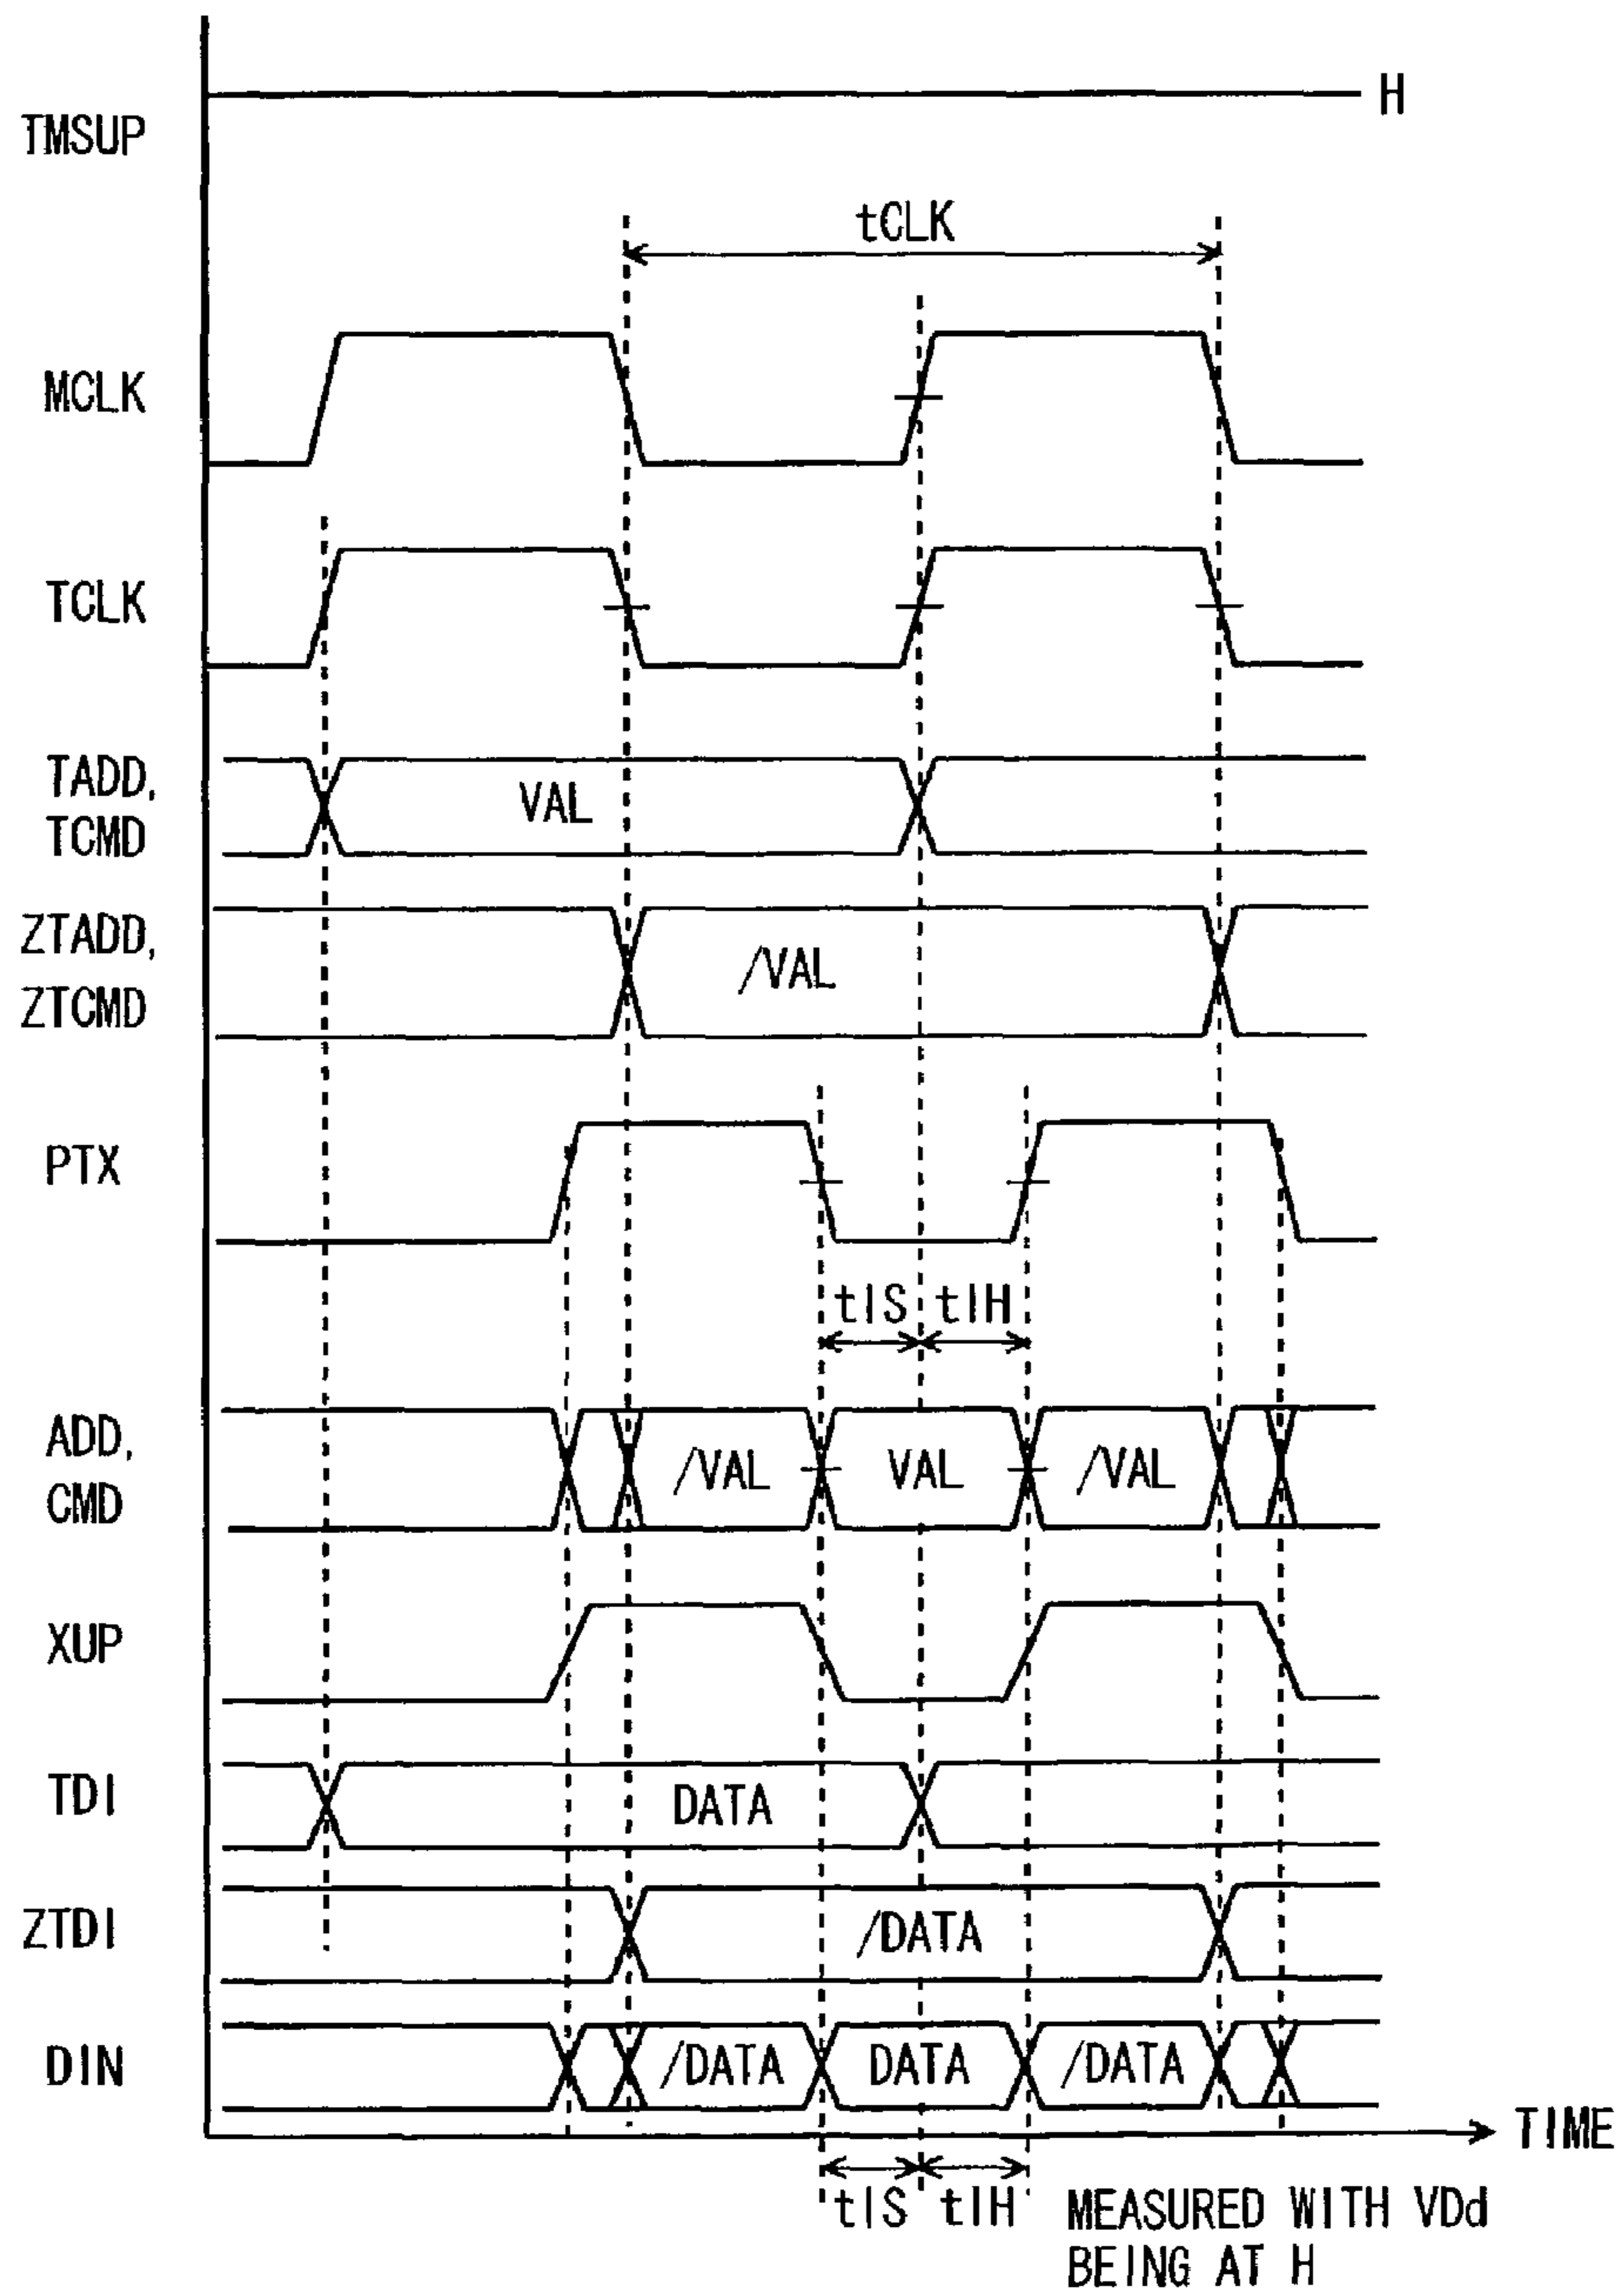 H
TMSUP
tCLK
MCLK
TCLK
TADD,
TCMD
VAL
ZTADD,
ZTCMD
/VAL
PTX
tIS tIH
ADD,
CMD
/VAL VAL /VAL
XUP
TDI
DATA
ZTDI
/DATA
DIN
/DATA DATA /DATA
TIME
tIS tIH
MEASURED WITH VDd
BEING AT H